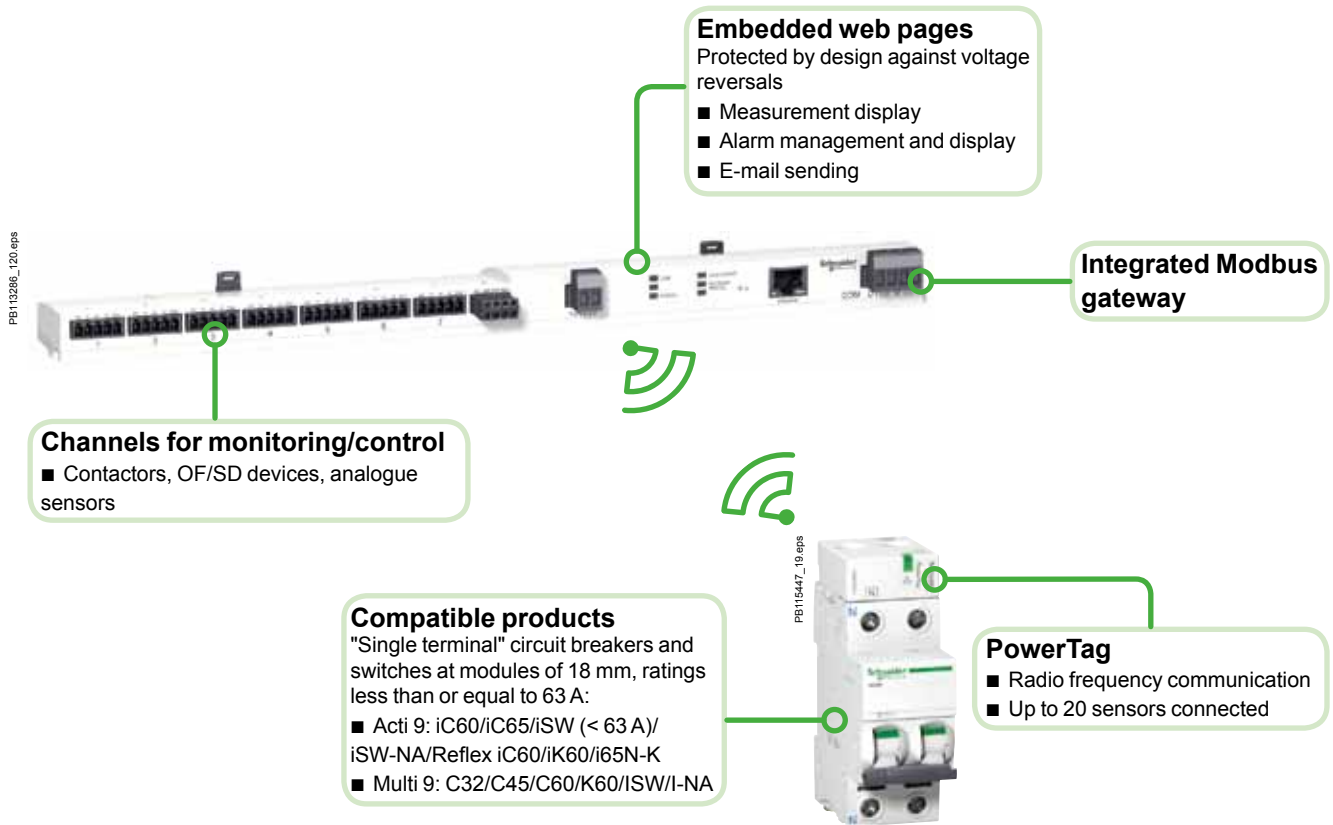 Embedded web pages
Protected by design against voltage
reversals
■ Measurement display
■ Alarm management and display
■ E-mail sending
PB113286_120.eps
Integrated Modbus
gateway
Schneider
COM
Channels for monitoring/control
■ Contactors, OF/SD devices, analogue
sensors
PB115447_19.eps
Compatible products
"Single terminal" circuit breakers and
switches at modules of 18 mm, ratings
less than or equal to 63 A:
■ Acti 9: iC60/iC65/iSW (< 63 A)/
iSW-NA/Reflex iC60/iK60/i65N-K
■ Multi 9: C32/C45/C60/K60/ISW/I-NA
N
Schneider
N
PowerTag
■ Radio frequency communication
■ Up to 20 sensors connected